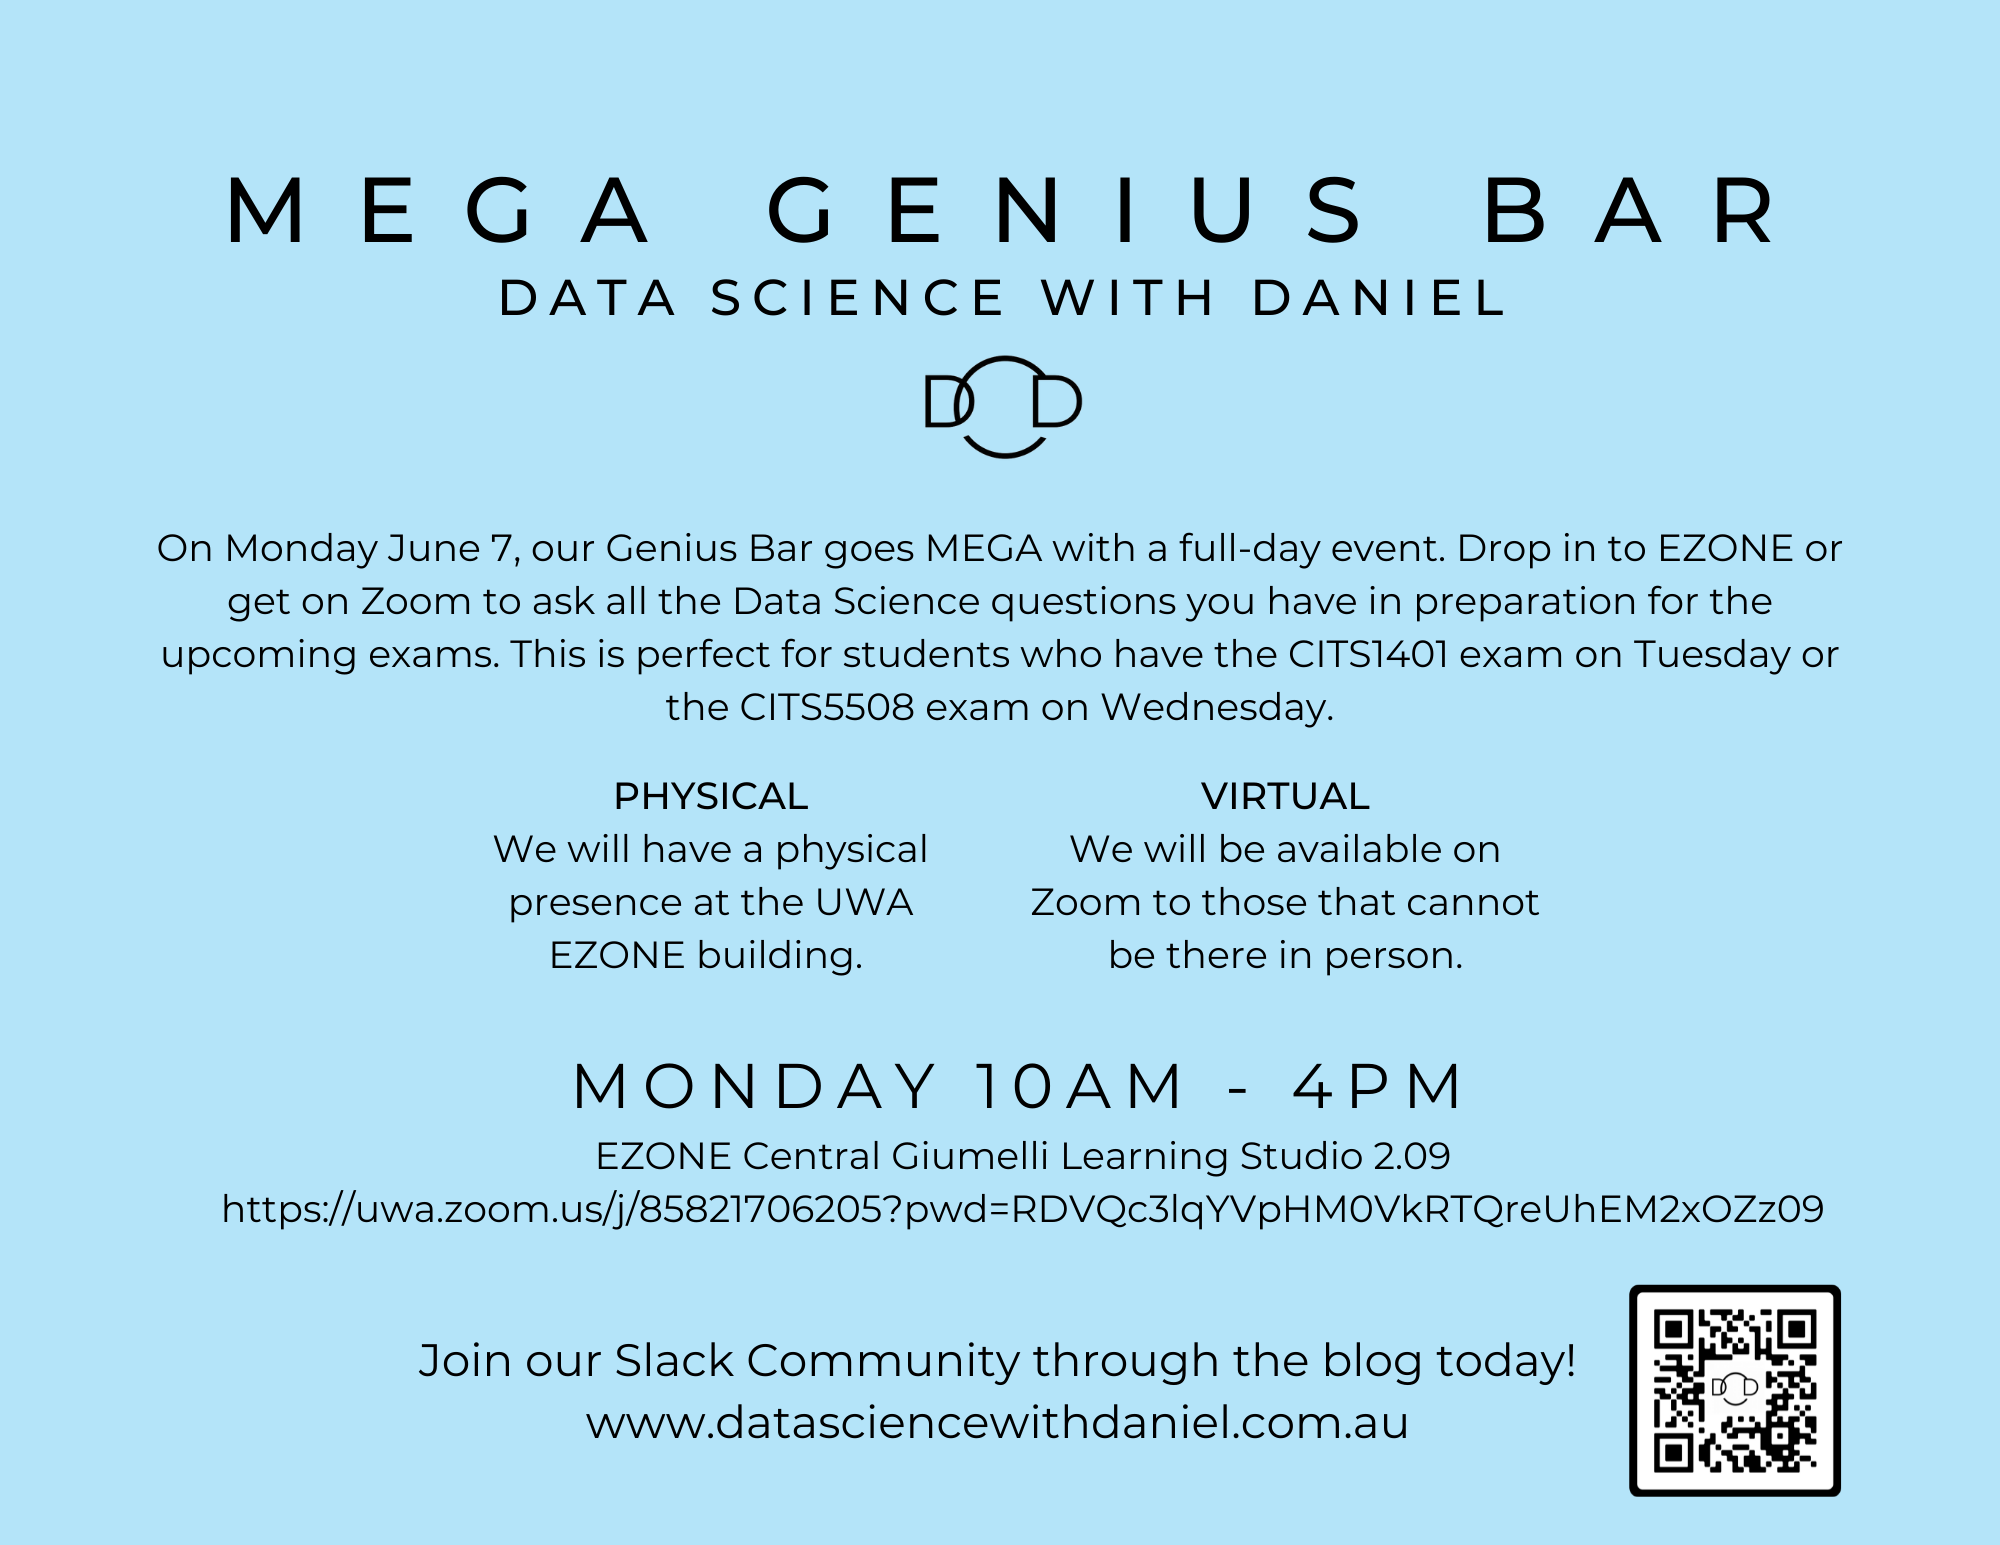 MEGA GENIUS BAR
DATA SCIENCE WITH DANIEL
D D
On Monday June 7, our Genius Bar goes MEGA with a full-day event. Drop in to EZONE or
get on Zoom to ask all the Data Science questions you have in preparation for the
upcoming exams. This is perfect for students who have the CITS1401 exam on Tuesday or
the CITS5508 exam on Wednesday.
PHYSICAL
We will have a physical
presence at the UWA
EZONE building.
VIRTUAL
We will be available on
Zoom to those that cannot
be there in person.
MONDAY 10AM - 4PM
EZONE Central Giumelli Learning Studio 2.09
https://uwa.zoom.us/j/85821706205?pwd=RDVQc3lqYVpHM0VkRTQreUhEM2xOZz09
Join our Slack Community through the blog today!
www.datasciencewithdaniel.com.au
D D